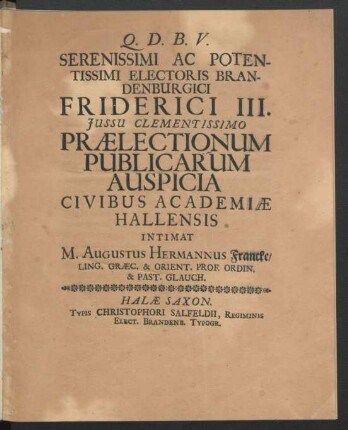 Q. D. B. V.
SERENISSIMI AC POTEN-
TISSIMI ELECTORIS BRAN-
DENBURGICI
FRIDERICI III.
JUSSU CLEMENTISSIMO
PRÆLECTIONUM
PUBLICARUM
AUSPICIA
CIVIBUS ACADEMIÆ
HALLENSIS
INTIMAT
M. AUGUSTUS HERMANNUS Francke/
LING. GRÆC. & ORIENT. PROF. ORDIN.
& PAST. GLAUCH.
HALÆ SAXON.
TYPIS CHRISTOPHORI SALFELDII, REGIMINIS
ELECT. BRANDENB. TYPOGR.